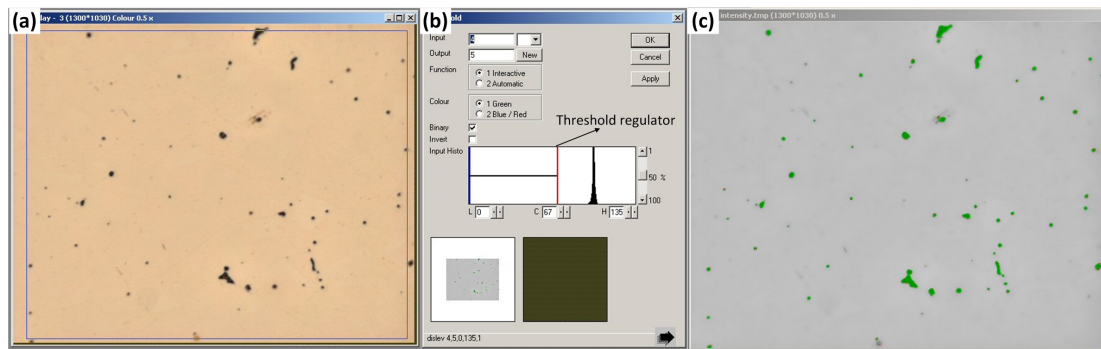 (a)
lay - 3 (1300*1030) Colour 0.5 x
(b)
old
Input
4
Output
5
New
Function
1 Interactive
2 Automatic
Colour
1 Green
2 Blue / Red
Binary
Invert
Input Histo
OK
Cancel
Apply
Threshold regulator
1
50 %
100
L 0
C 67
H 135
dislev 4,5,0,135,1
(c)
intensity.tmp (1300*1030) 0.5 x